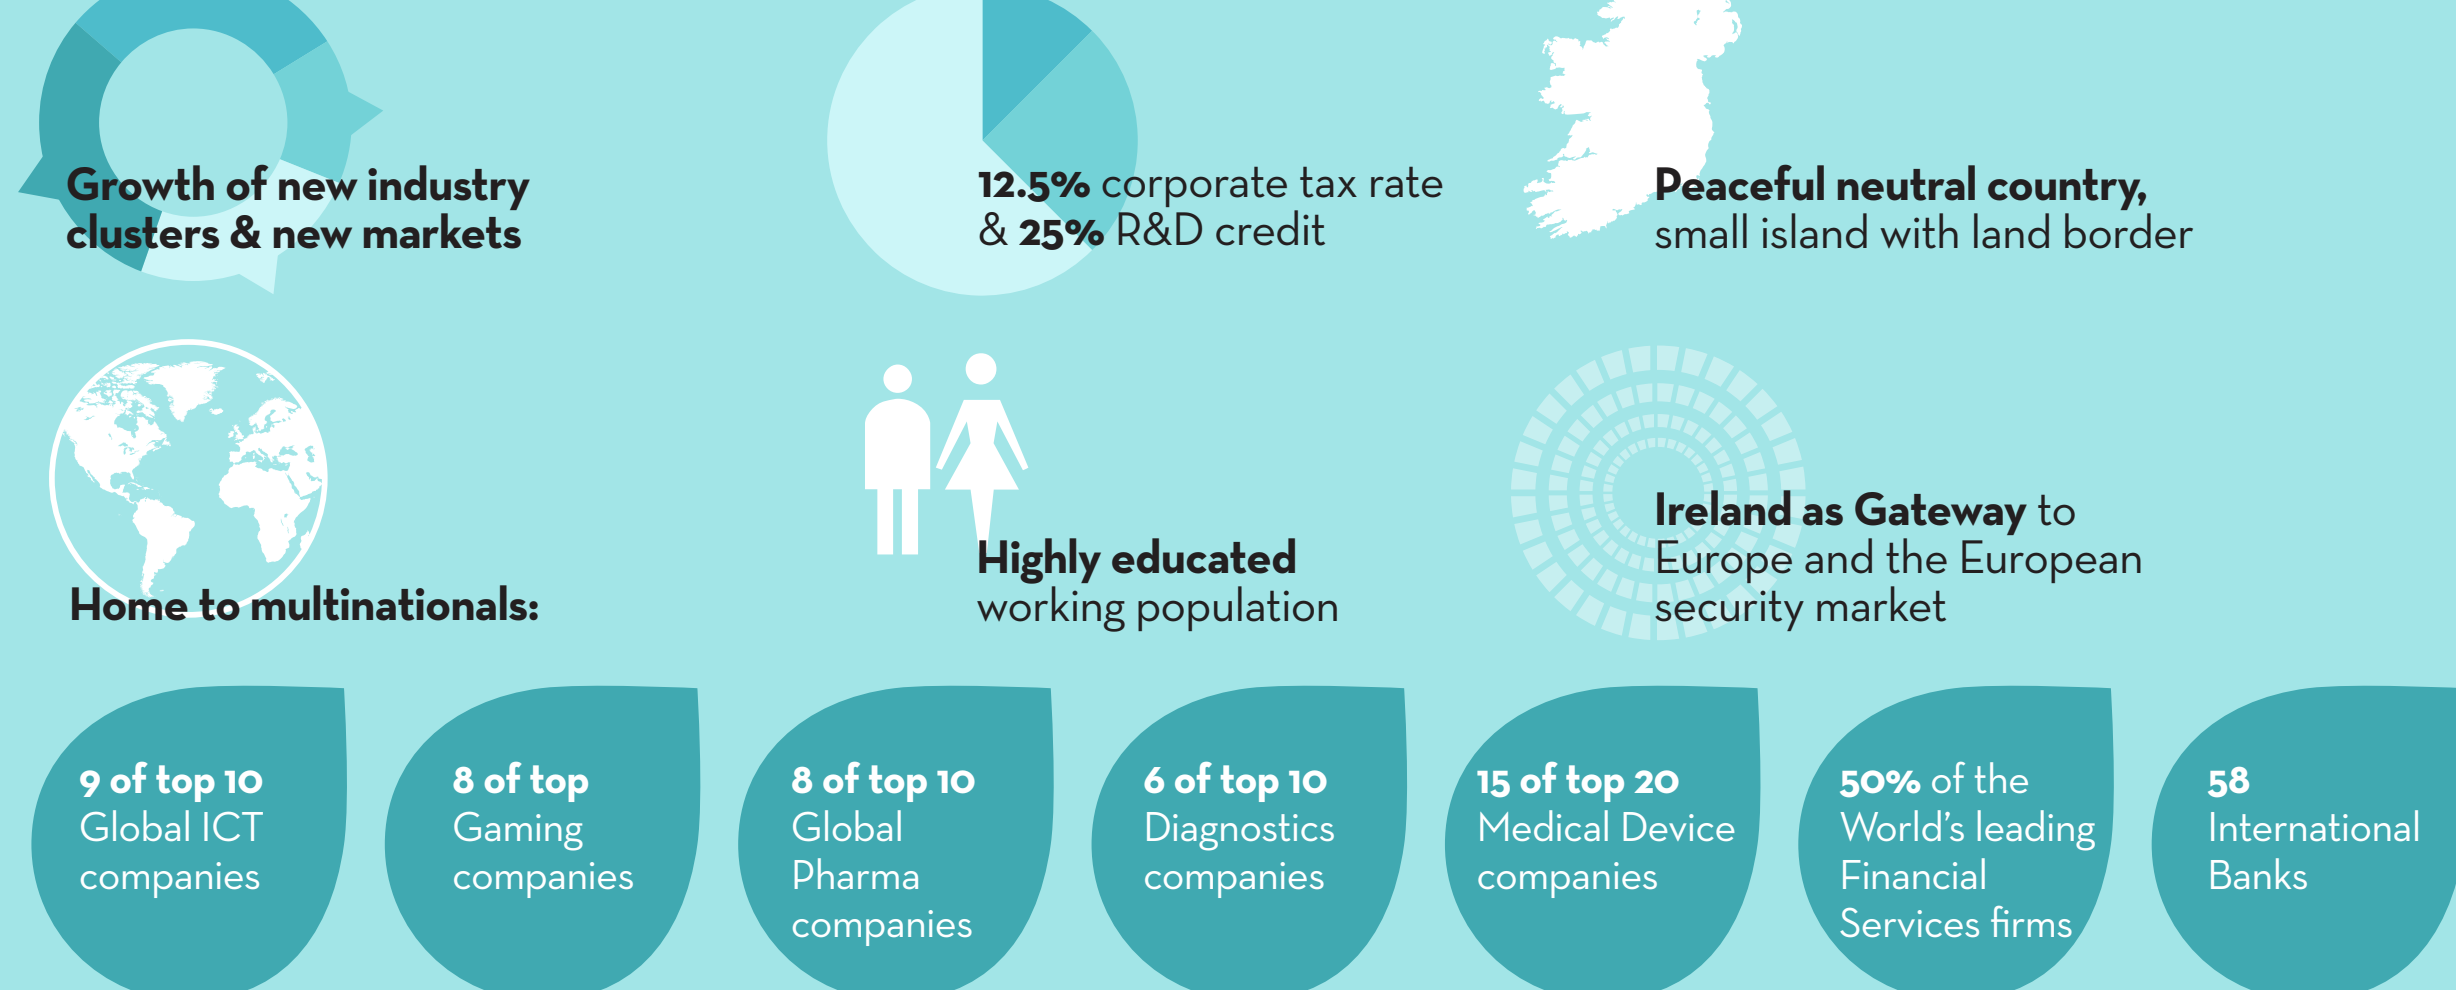 Growth of new industry
clusters & new markets
12.5% corporate tax rate
& 25% R&D credit
Peaceful neutral country,
small island with land border
Home to multinationals:
Highly educated
working population
Ireland as Gateway to
Europe and the European
security market
9 of top 10
Global ICT
companies
8 of top
Gaming
companies
8 of top 10
Global
Pharma
companies
6 of top 10
Diagnostics
companies
15 of top 20
Medical Device
companies
50% of the
World's leading
Financial
Services firms
58
International
Banks